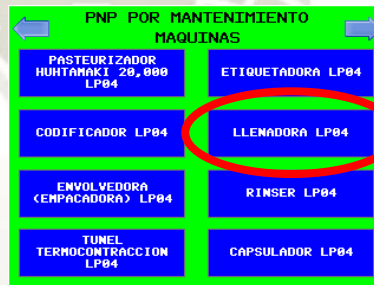 PNP POR MANTENIMIENTO
MAQUINAS
PASTEURIZADOR
HUHTAMAKI 20,000
LP04
ETIQUETADORA LP04
CODIFICADOR LP04
LLENADORA LP04
ENVOLVEDORA
(EMPACADORA) LP04
RINSER LP04
TUNEL
TERMOCONTRACCION
LP04
CAPSULADOR LP04